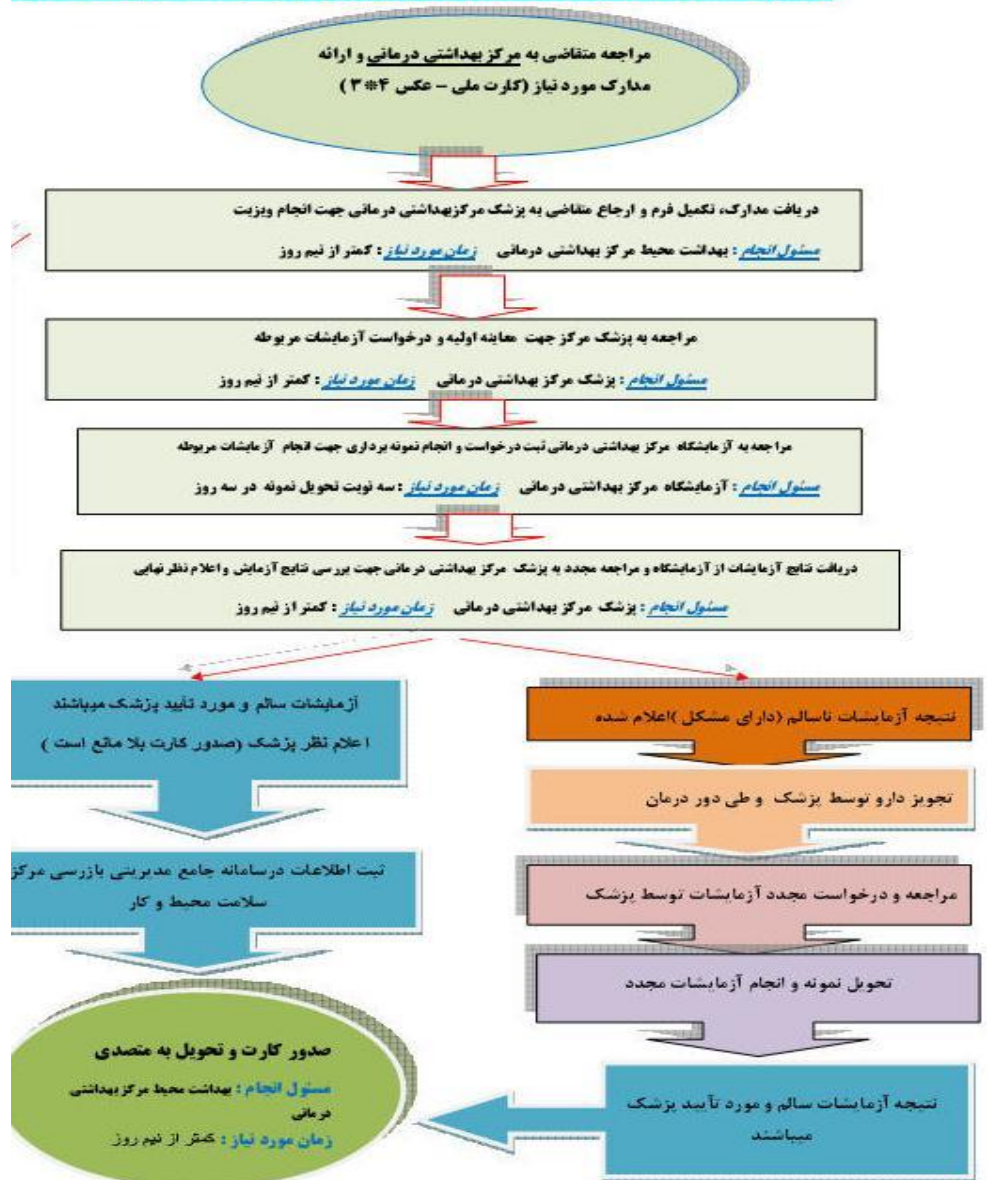 مراجعه متقاضی به مرکز بهداشتی درمانی و ارائه
مدارک مورد نیاز (کارت ملی – عکس ۴*۳ )
دریافت مدارک، تکمیل فرم و ارجاع متقاضی به پزشک مرکزبهداشتی درمانی جهت انجام ویزیت
مسئول انجام : بهداشت محیط مرکز بهداشتی درمانی زمان مورد نیاز : کمتر از نیم روز
مراجعه به پزشک مرکز جهت معاینه اولیه و درخواست آزمایشات مربوطه
مسئول انجام : پزشک مرکز بهداشتی درمانی زمان مورد نیاز : کمتر از نیم روز
مراجعه به آزمایشگاه مرکز بهداشتی درمانی ثبت درخواست و انجام نمونه برداری جهت انجام آزمایشات مربوطه
مسئول انجام : آزمایشگاه مرکز بهداشتی درمانی زمان مورد نیاز : سه نوبت تحویل نمونه در سه روز
دریافت نتایج آزمایشات از آزمایشگاه و مراجعه مجدد به پزشک مرکز بهداشتی درمانی جهت بررسی نتایج آزمایش و اعلام نظر نهایی
مسئول انجام : پزشک مرکز بهداشتی درمانی زمان مورد نیاز : کمتر از نیم روز
نتیجه آزمایشات ناسالم (دارای مشکل )اعلام شده
تجویز دارو توسط پزشک و طی دور درمان
مراجعه و درخواست مجدد آزمایشات توسط پزشک
تحویل نمونه و انجام آزمایشات مجدد
نتیجه آزمایشات سالم و مورد تأیید پزشک
میباشند
آزمایشات سالم و مورد تأیید پزشک میباشند
اعلام نظر پزشک (صدور کارت بلا مانع است )
ثبت اطلاعات درسامانه جامع مدیریتی بازرسی مرکز
سلامت محیط و کار
صدور کارت و تحویل به متصدی
مسئول انجام : بهداشت محیط مرکز بهداشتی
درمانی
زمان مورد نیاز : کمتر از نیم روز